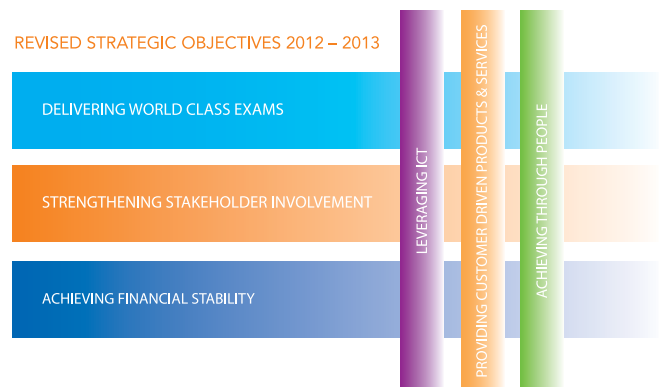 REVISED STRATEGIC OBJECTIVES 2012 – 2013
DELIVERING WORLD CLASS EXAMS
STRENGTHENING STAKEHOLDER INVOLVEMENT
ACHIEVING FINANCIAL STABILITY
LEVERAGING ICT
PROVIDING CUSTOMER DRIVEN PRODUCTS & SERVICES
ACHIEVING THROUGH PEOPLE